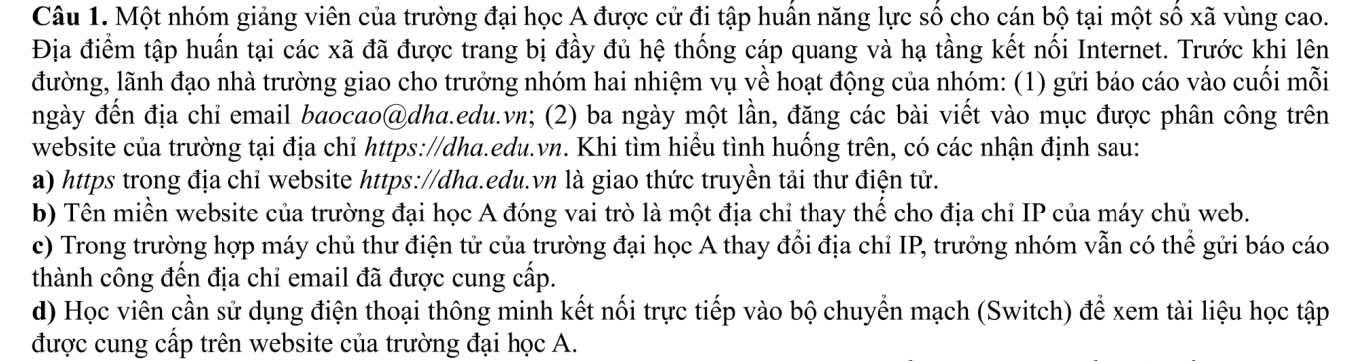 Câu 1. Một nhóm giảng viên của trường đại học A được cử đi tập huấn năng lực số cho cán bộ tại một số xã vùng cao.
Địa điểm tập huấn tại các xã đã được trang bị đầy đủ hệ thống cáp quang và hạ tầng kết nối Internet. Trước khi lên
đường, lãnh đạo nhà trường giao cho trưởng nhóm hai nhiệm vụ về hoạt động của nhóm: (1) gửi báo cáo vào cuối mỗi
ngày đến địa chỉ email baocao@dha.edu.vn; (2) ba ngày một lần, đăng các bài viết vào mục được phân công trên
website của trường tại địa chỉ https://dha.edu.vn. Khi tìm hiểu tình huống trên, có các nhận định sau:
a) https trong địa chỉ website https://dha.edu.vn là giao thức truyền tải thư điện tử.
b) Tên miền website của trường đại học A đóng vai trò là một địa chỉ thay thế cho địa chỉ IP của máy chủ web.
c) Trong trường hợp máy chủ thư điện tử của trường đại học A thay đổi địa chỉ IP, trưởng nhóm vẫn có thể gửi báo cáo
thành công đến địa chỉ email đã được cung cấp.
d) Học viên cần sử dụng điện thoại thông minh kết nối trực tiếp vào bộ chuyển mạch (Switch) để xem tài liệu học tập
được cung cấp trên website của trường đại học A.